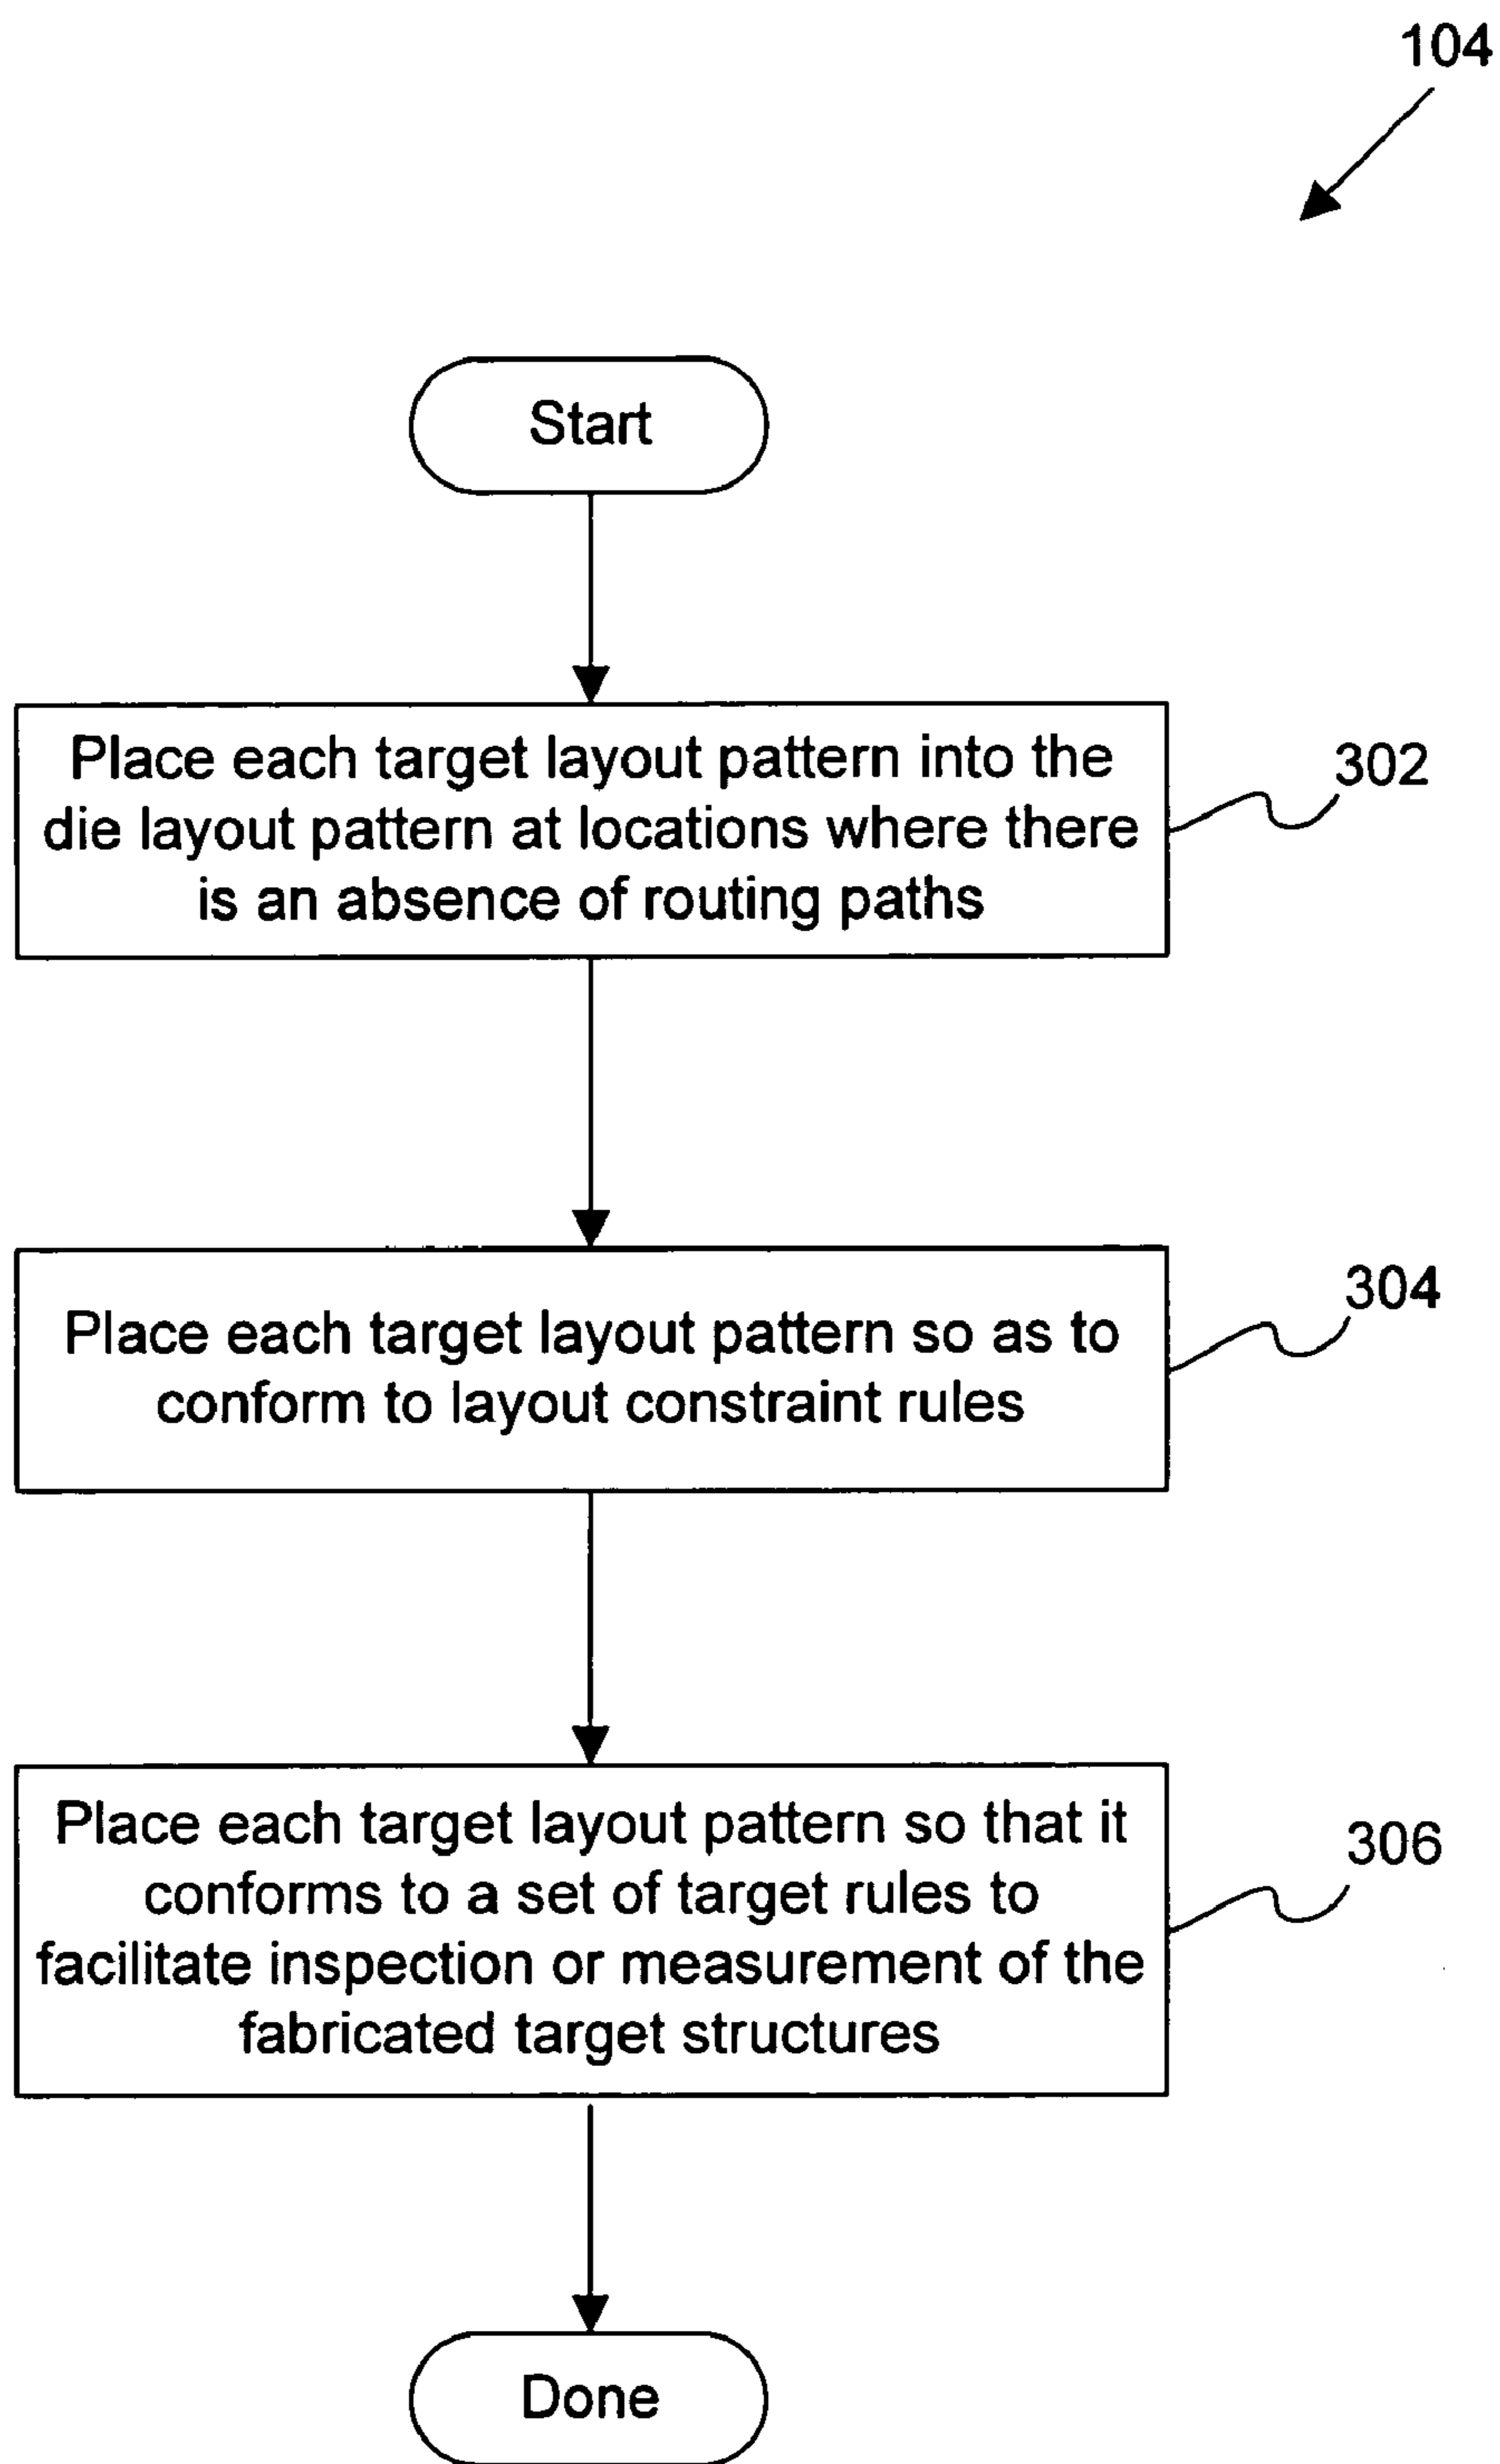 104
Start
Place each target layout pattern into the
die layout pattern at locations where there
is an absence of routing paths
302
Place each target layout pattern so as to
conform to layout constraint rules
304
Place each target layout pattern so that it
conforms to a set of target rules to
facilitate inspection or measurement of the
fabricated target structures
306
Done